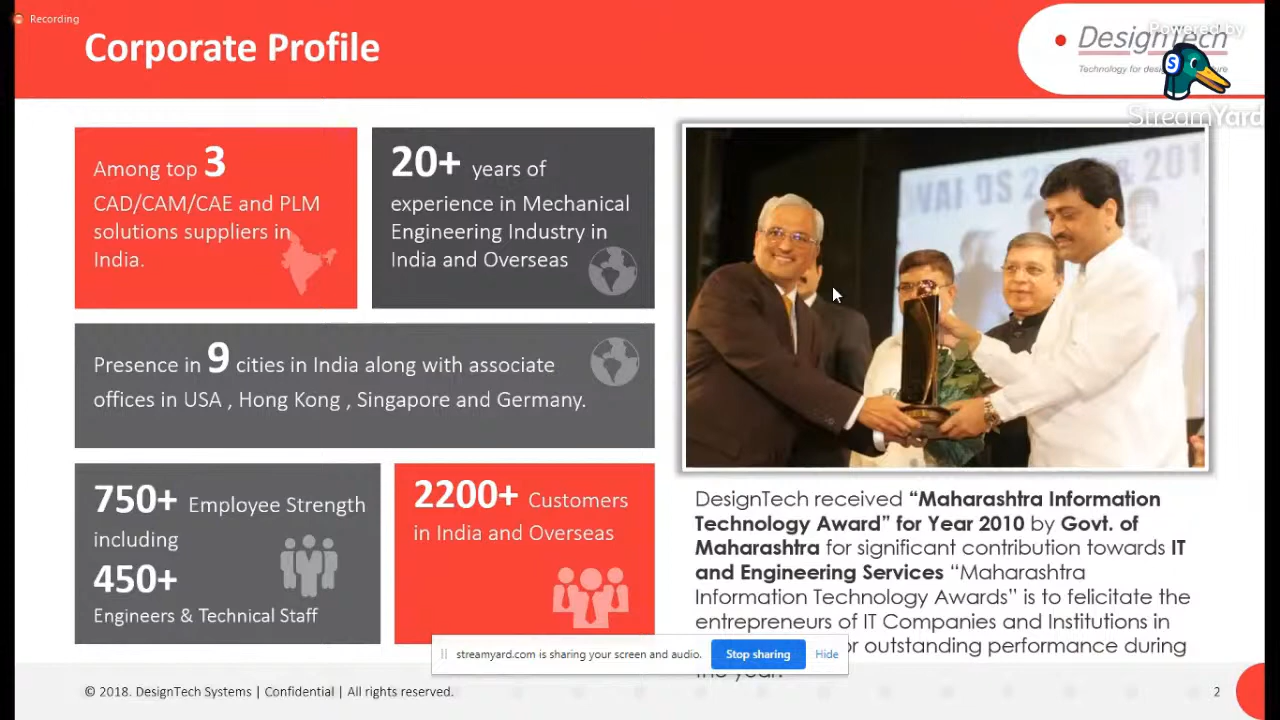 Recording
Corporate Profile
DesignTech
Powered by
StreamYard
Among top 3
CAD/CAM/CAE and PLM
solutions suppliers in
India.
20+ years of
experience in Mechanical
Engineering Industry in
India and Overseas
Presence in 9 cities in India along with associate
offices in USA , Hong Kong , Singapore and Germany.
750+ Employee Strength
including
450+
Engineers & Technical Staff
2200+ Customers
in India and Overseas
DesignTech received “Maharashtra Information
Technology Award” for Year 2010 by Govt. of
Maharashtra for significant contribution towards IT
and Engineering Services “Maharashtra
Information Technology Awards” is to felicitate the
entrepreneurs of IT Companies and Institutions in
outstanding performance during
streamyard.com is sharing your screen and audio.
Stop sharing
Hide
© 2018. DesignTech Systems | Confidential | All rights reserved.
2